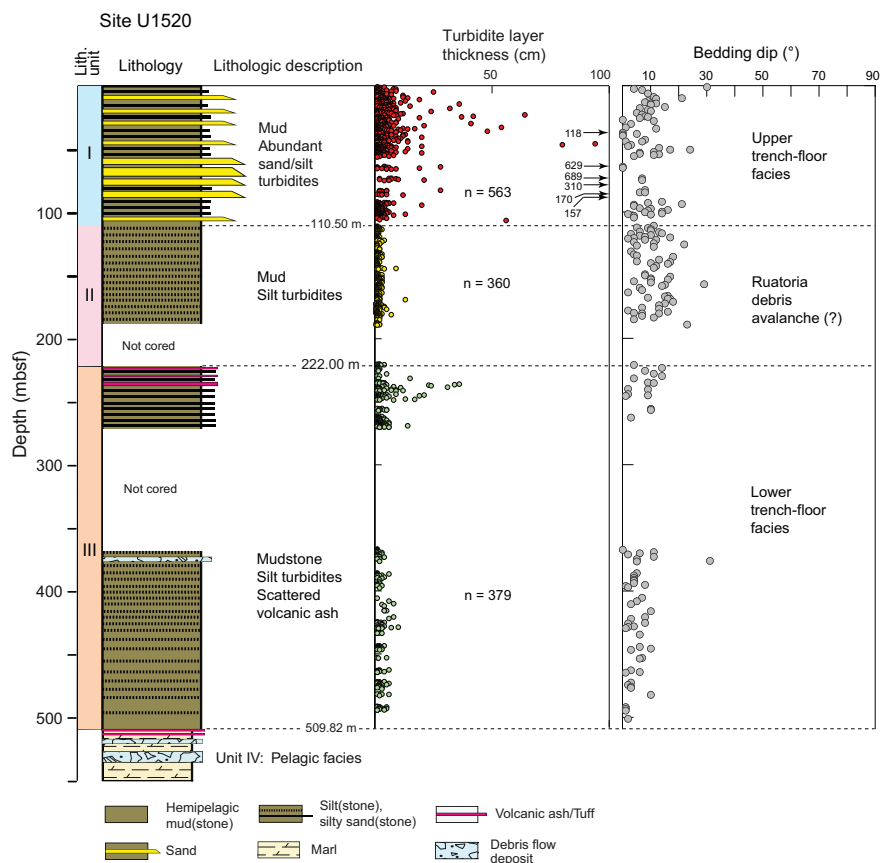 Site U1520
Lith. unit
Lithology
Lithologic description
Turbidite layer
thickness (cm)
50
100
Bedding dip (°)
10
30
50
70
90
Depth (mbsf)
100
200
300
400
500
I
II
III
Mud
Abundant
sand/silt
turbidites
n = 563
118
629
689
310
170
157
Upper
trench-floor
facies
110.50 m
Mud
Silt turbidites
n = 360
Ruatoria
debris
avalanche (?)
Not cored
222.00 m
Not cored
Lower
trench-floor
facies
Mudstone
Silt turbidites
Scattered
volcanic ash
n = 379
509.82 m
Unit IV: Pelagic facies
Hemipelagic
mud(stone)
Silt(stone),
silty sand(stone)
Volcanic ash/Tuff
Sand
Marl
Debris flow
deposit